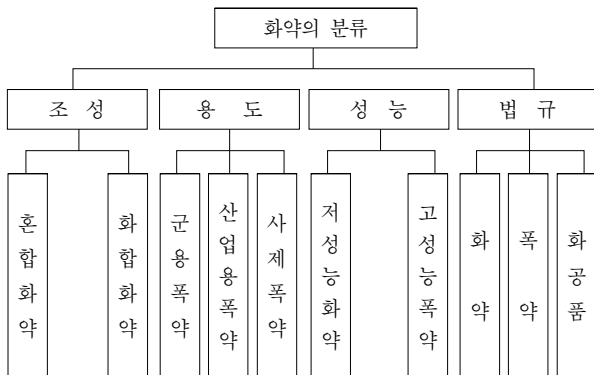 화약의 분류
조 성
용 도
성 능
법 규
혼합화약
화합화약
군용폭약
산업용폭약
사제폭약
저성능화약
고성능폭약
화약
폭약
화공품